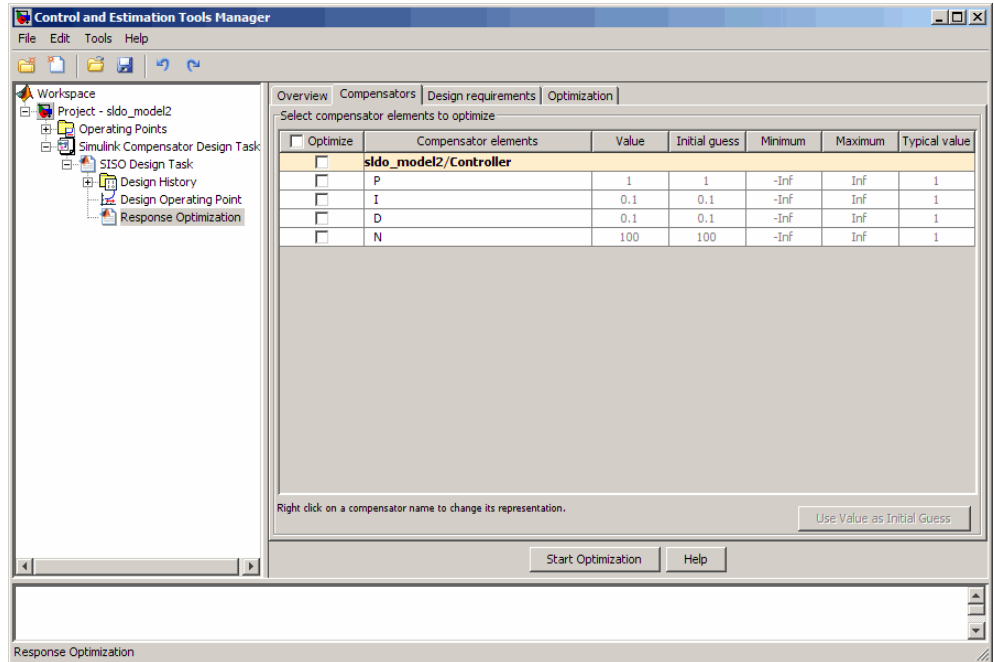 Control and Estimation Tools Manager
File Edit Tools Help
Workspace
Project - sldo_model2
Operating Points
Simulink Compensator Design Task
SISO Design Task
Design History
Design Operating Point
Response Optimization
Overview Compensators Design requirements Optimization
Select compensator elements to optimize
Optimize Compensator elements Value Initial guess Minimum Maximum Typical value
sldo_model2/Controller
P 1 1 -Inf Inf 1
I 0.1 0.1 -Inf Inf 1
D 0.1 0.1 -Inf Inf 1
N 100 100 -Inf Inf 1
Right click on a compensator name to change its representation.
Use Value as Initial Guess
Start Optimization Help
Response Optimization